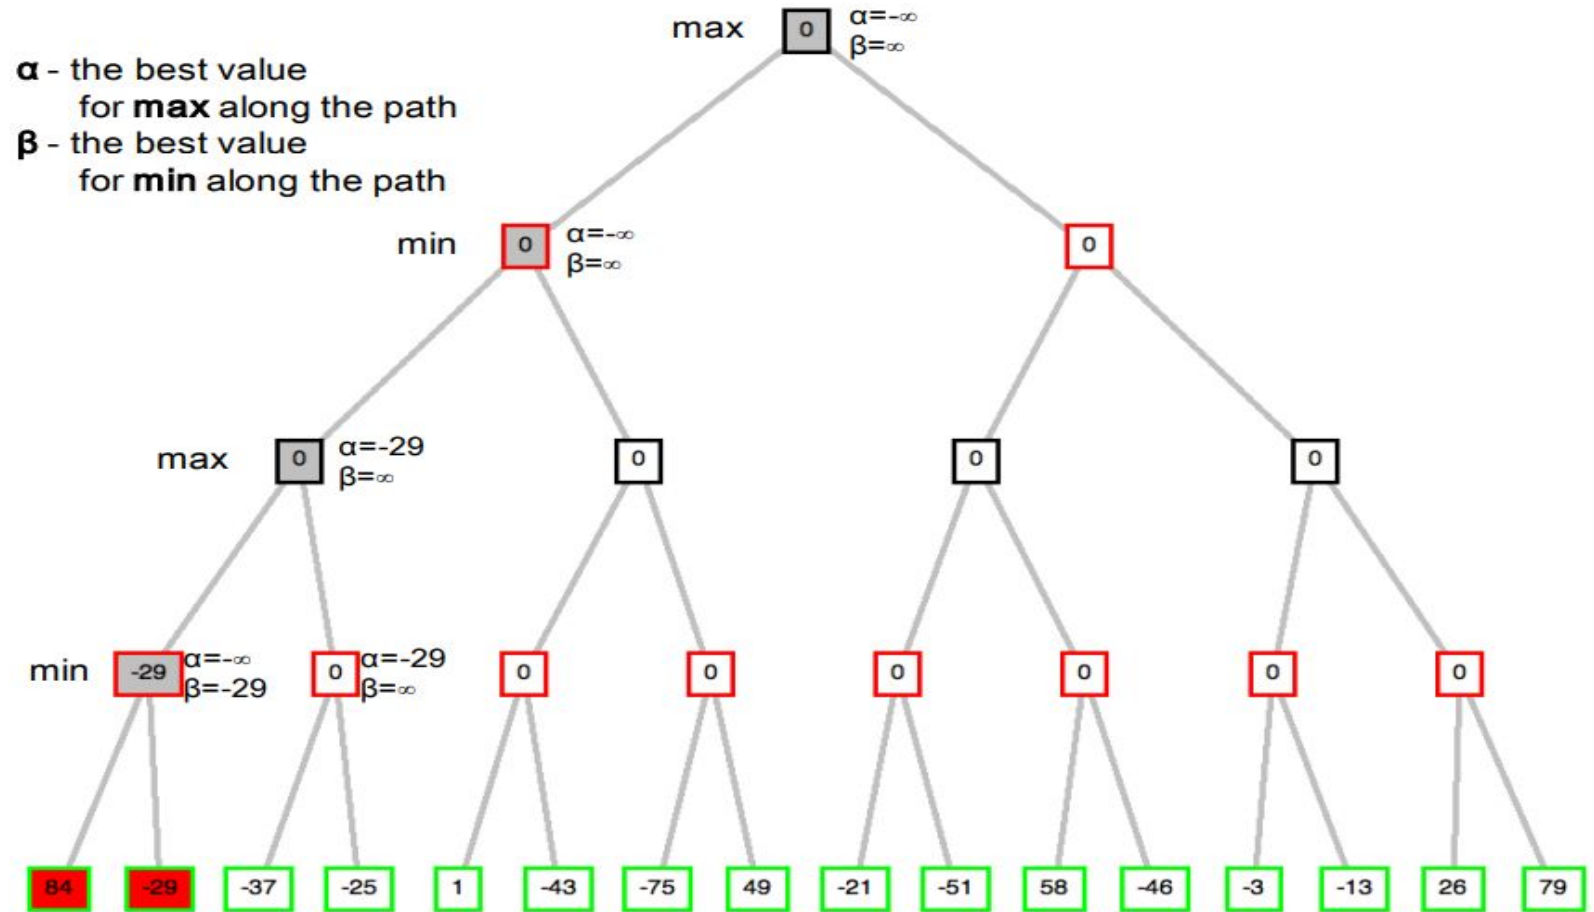 max 0 α=-∞
β=∞
α - the best value
for max along the path
β - the best value
for min along the path
min 0 α=-∞ 0
β=∞
max 0 α=-29 0 0 0
β=∞
min -29 α=-∞ 0 α=-29 0 0 0 0 0 0
β=-29 β=∞
84 -29 -37 -25 1 -43 -75 49 -21 -51 58 -46 -3 -13 26 79